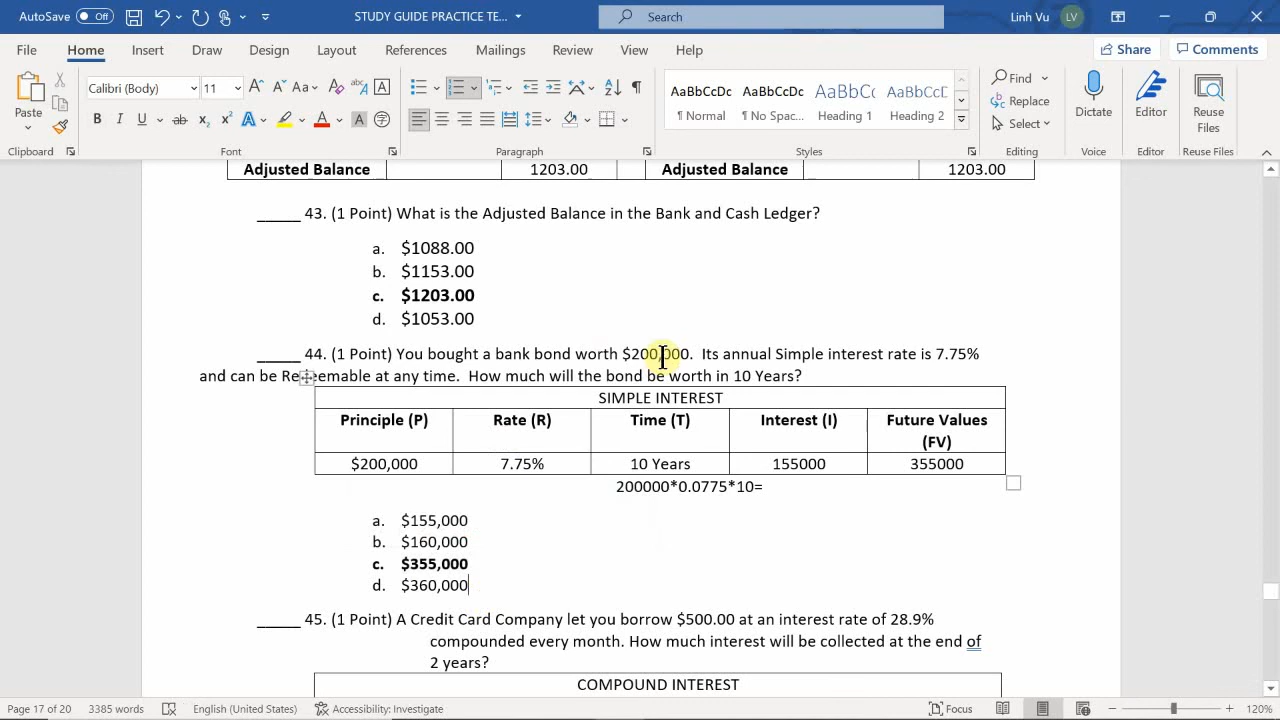 AutoSave Off STUDY GUIDE PRACTICE TE... Search Linh Vu LV
File Home Insert Draw Design Layout References Mailings Review View Help Share Comments
Paste Calibri (Body) 11 Aa A AaBbCcDc AaBbCcDc AaBbC AaBbCcD Find Dictate Editor Reuse Files
B I U ab x₂ x² A A A ¶ Normal ¶ No Spac... Heading 1 Heading 2 Replace
Select
Clipboard Font Paragraph Styles Editing Voice Editor Reuse Files
Adjusted Balance 1203.00 Adjusted Balance 1203.00
_____ 43. (1 Point) What is the Adjusted Balance in the Bank and Cash Ledger?
a. $1088.00
b. $1153.00
c. $1203.00
d. $1053.00
_____ 44. (1 Point) You bought a bank bond worth $200,000. Its annual Simple interest rate is 7.75%
and can be Redeemable at any time. How much will the bond be worth in 10 Years?
SIMPLE INTEREST
Principle (P) Rate (R) Time (T) Interest (I) Future Values
(FV)
$200,000 7.75% 10 Years 155000 355000
200000*0.0775*10=
a. $155,000
b. $160,000
c. $355,000
d. $360,000
_____ 45. (1 Point) A Credit Card Company let you borrow $500.00 at an interest rate of 28.9%
compounded every month. How much interest will be collected at the end of
2 years?
COMPOUND INTEREST
Page 17 of 20 3385 words English (United States) Accessibility: Investigate Focus 120%